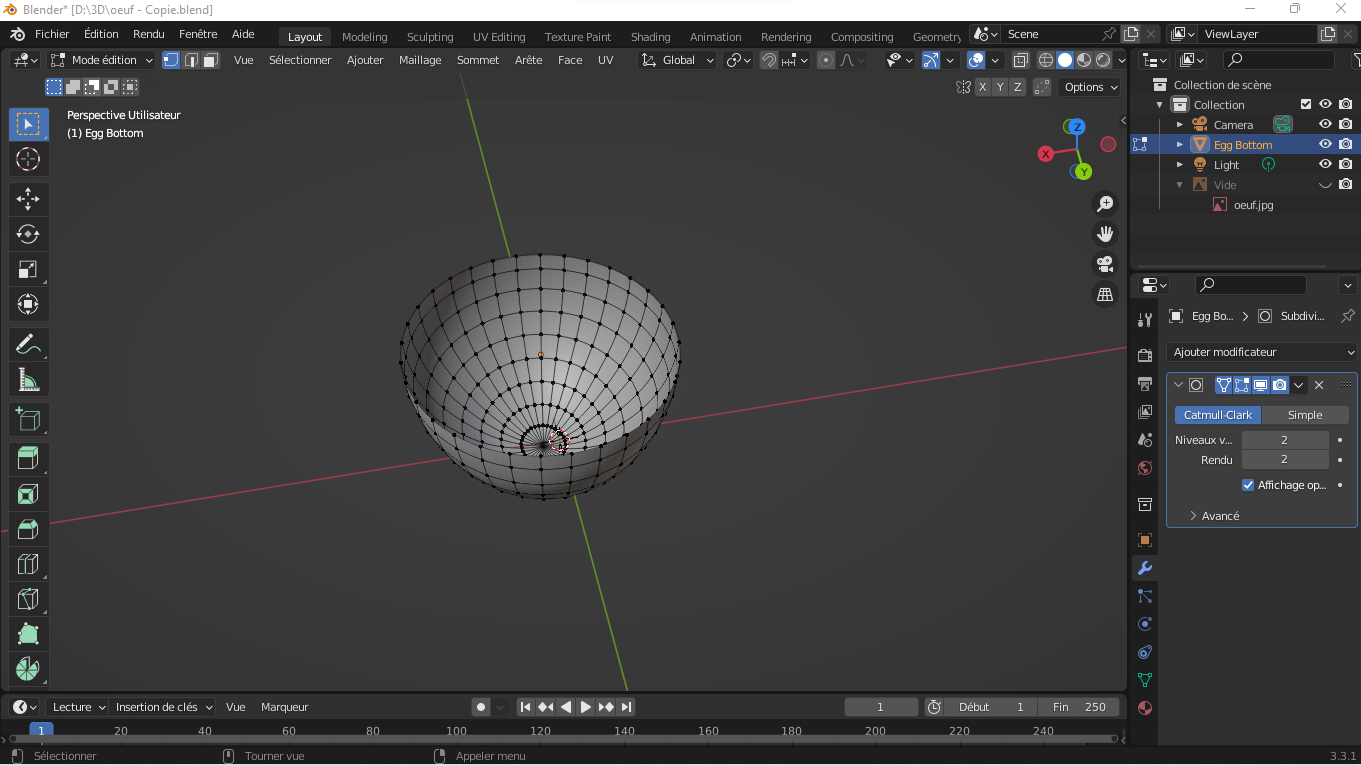 Blender* [D:\3D\oeuf - Copie.blend]
Fichier Édition Rendu Fenêtre Aide Layout Modeling Sculpting UV Editing Texture Paint Shading Animation Rendering Compositing Geometry Scene ViewLayer
Mode édition Vue Sélectionner Ajouter Maillage Sommet Arête Face UV Global
X Y Z Options
Perspective Utilisateur
(1) Egg Bottom
Z
X
Y
Collection de scène
Collection
Camera
Egg Bottom
Light
Vide
oeuf.jpg
Egg Bo... Subdivi...
Ajouter modificateur
Catmull-Clark Simple
Niveaux v... 2
Rendu 2
Affichage op...
Avancé
Lecture Insertion de clés Vue Marqueur 1 Début 1 Fin 250
1 20 40 60 80 100 120 140 160 180 200 220 240
Sélectionner Tourner vue Appeler menu 3.3.1